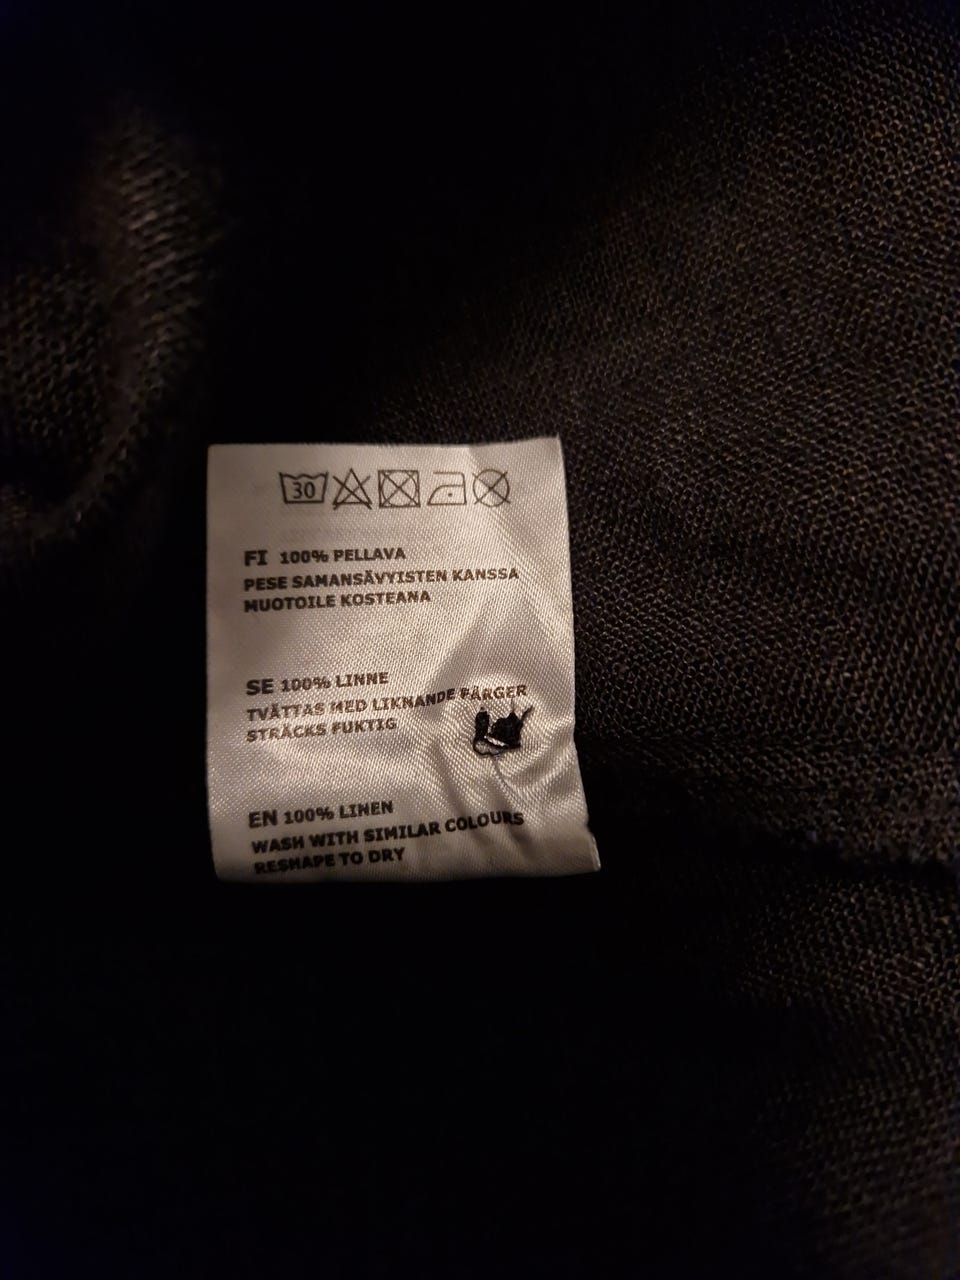 30
FI 100% PELLAVA
PESE SAMANSÄVYISTEN KANSSA
MUOTOILE KOSTEANA
SE 100% LINNE
TVÄTTAS MED LIKNANDE FÄRGER
STRÄCKS FUKTIG
EN 100% LINEN
WASH WITH SIMILAR COLOURS
RESHAPE TO DRY